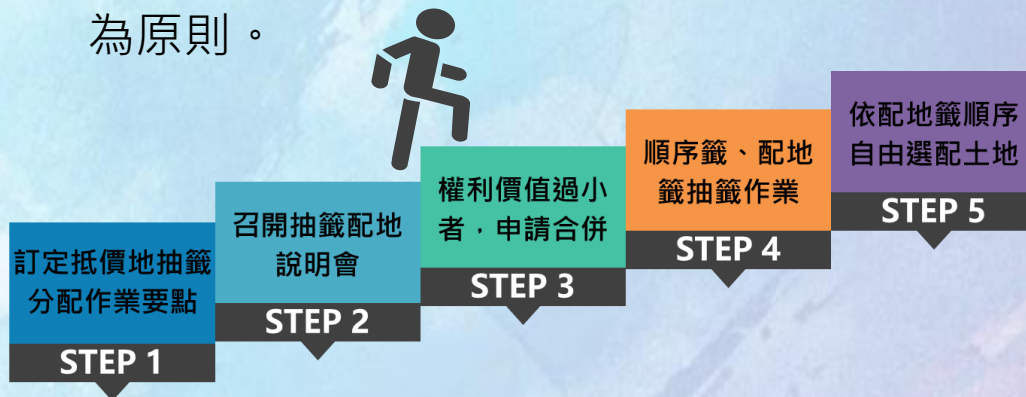 為原則。
訂定抵價地抽籤
分配作業要點
STEP 1
召開抽籤配地
說明會
STEP 2
權利價值過小
者，申請合併
STEP 3
順序籤、配地
籤抽籤作業
STEP 4
依配地籤順序
自由選配土地
STEP 5